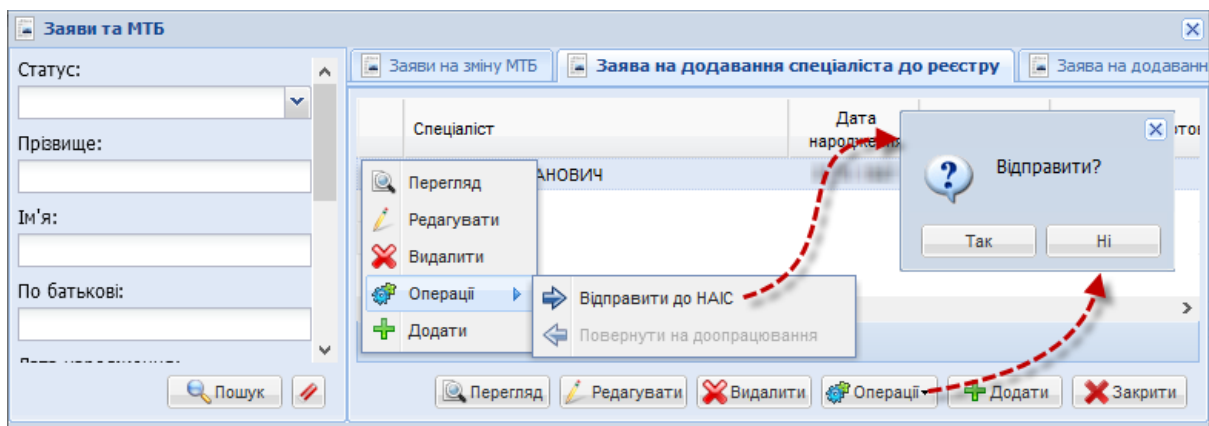 Заяви та МТБ
Статус:
Прізвище:
Ім'я:
По батькові:
Пошук
Заяви на зміну МТБ
Заява на додавання спеціаліста до реєстру
Заява на
Спеціаліст
Дата
народження
Перегляд
Редагувати
Видалити
Операції
Додати
Відправити до НАІС
Повернути на доопрацювання
Відправити?
Так
Ні
Перегляд
Редагувати
Видалити
Операції
Додати
Закрити